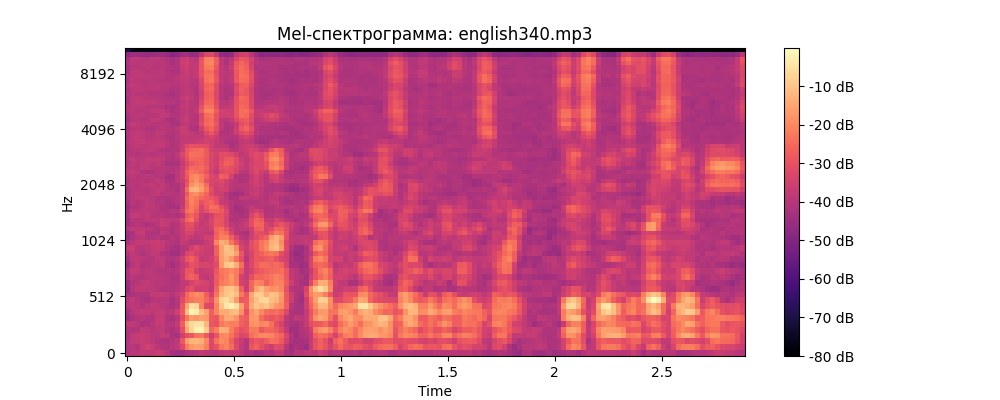 Mel-спектрограмма: english340.mp3
8192
4096
2048
1024
512
0
Hz
0 0.5 1 1.5 2 2.5
Time
-10 dB
-20 dB
-30 dB
-40 dB
-50 dB
-60 dB
-70 dB
-80 dB